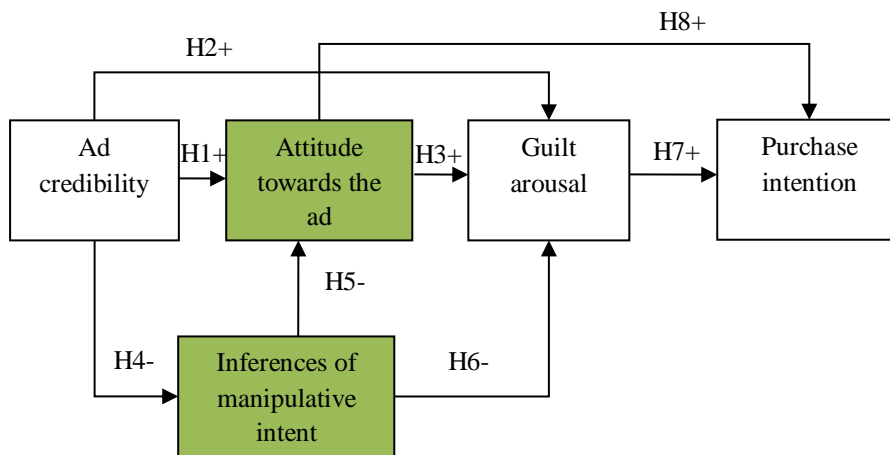 H8+
H2+
Ad
credibility
H1+
Attitude
towards the
ad
H3+
Guilt
arousal
H7+
Purchase
intention
H5-
H4-
Inferences of
manipulative
intent
H6-